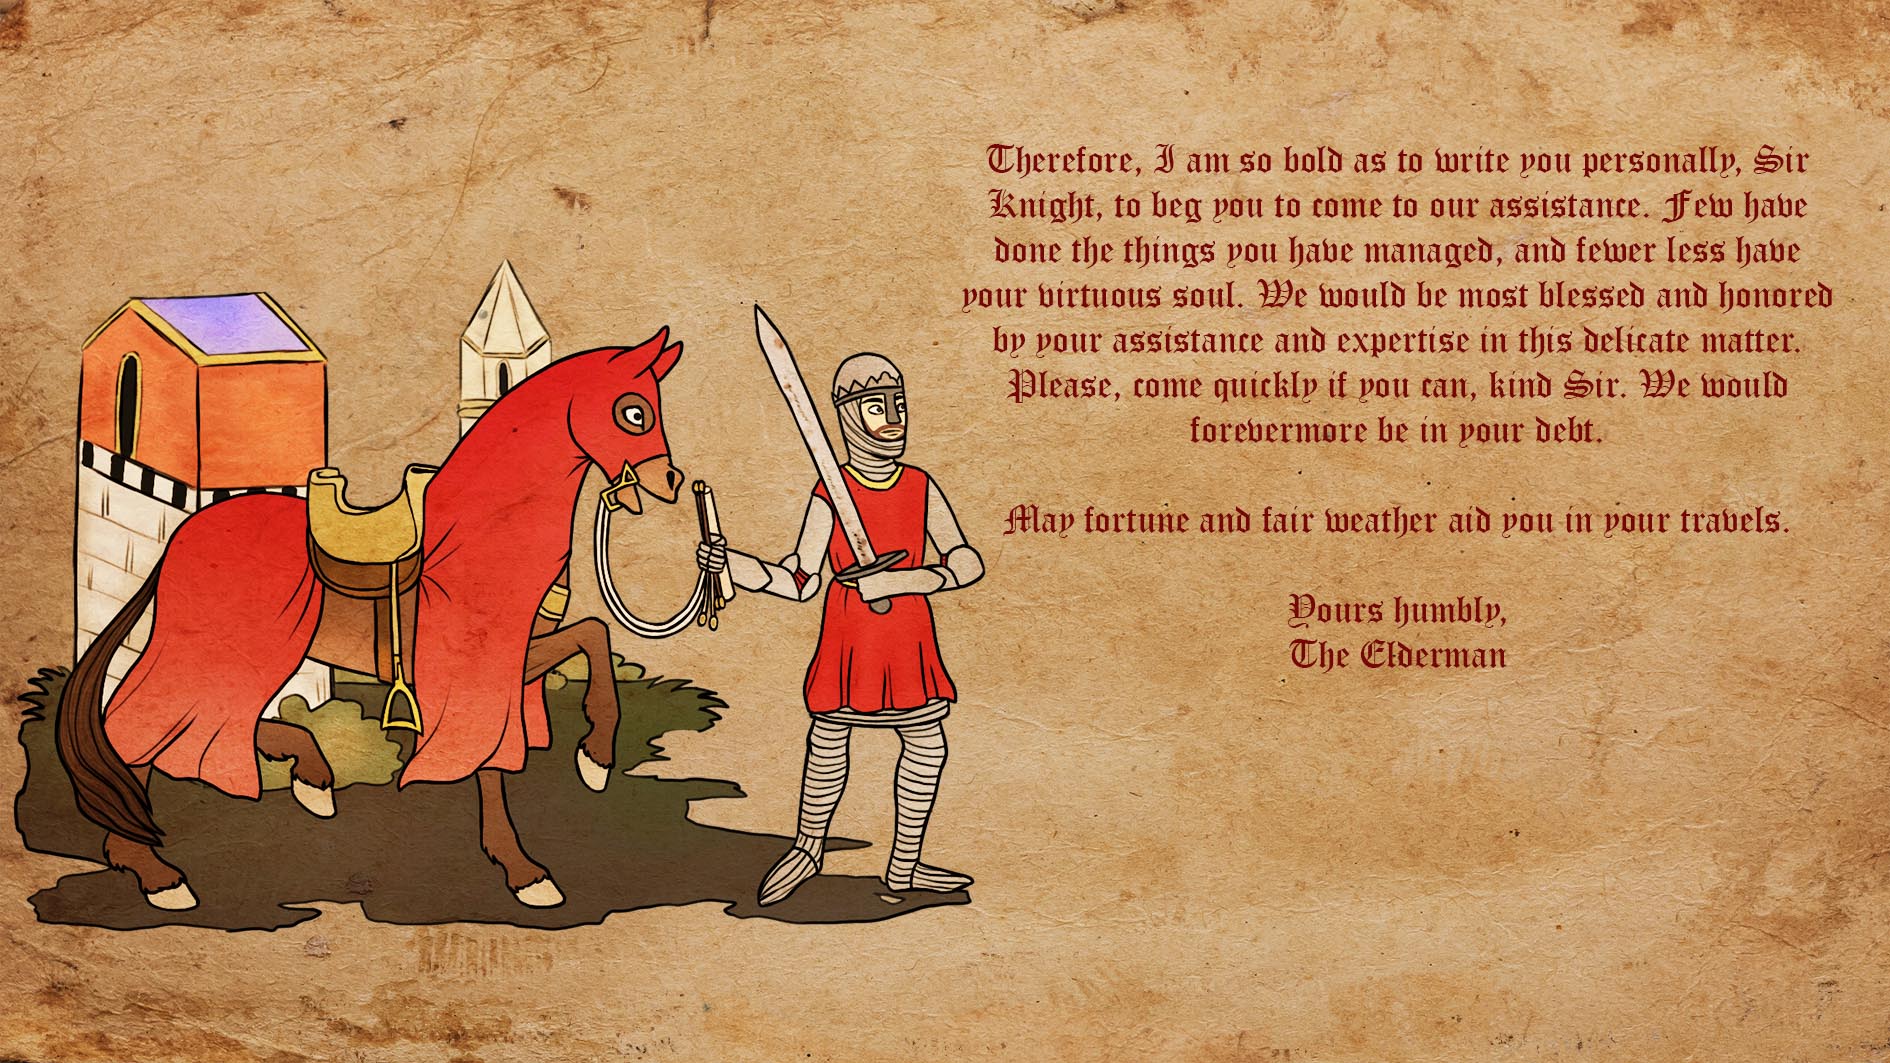 Therefore, I am so bold as to write you personally, Sir
Knight, to beg you to come to our assistance. Few have
done the things you have managed, and fewer less have
your virtuous soul. We would be most blessed and honored
by your assistance and expertise in this delicate matter.
Please, come quickly if you can, kind Sir. We would
forevermore be in your debt.
May fortune and fair weather aid you in your travels.
Yours humbly,
The Elderman